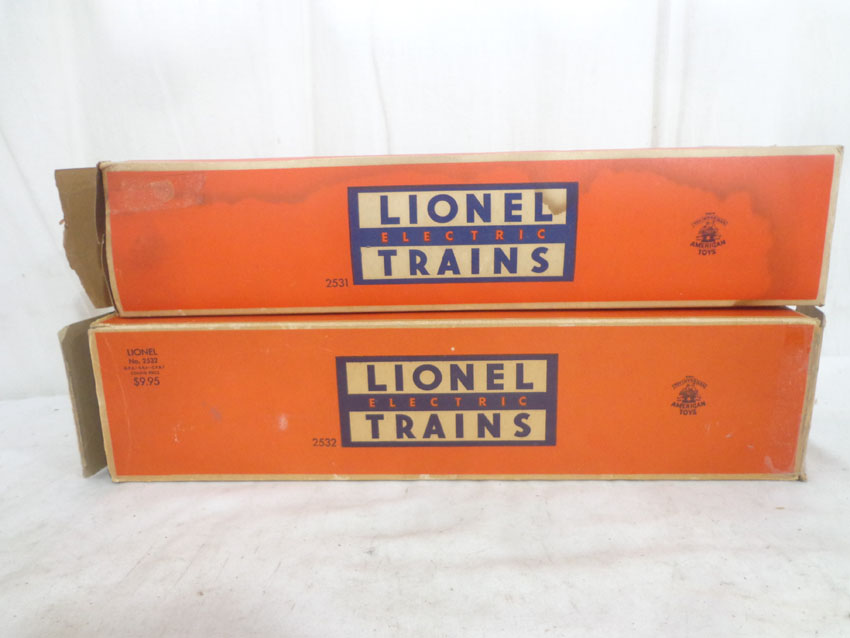 LIONEL
ELECTRIC
TRAINS
2531
AMERICAN
TOYS
LIONEL
No. 2532
$9.95
LIONEL
ELECTRIC
TRAINS
2532
AMERICAN
TOYS